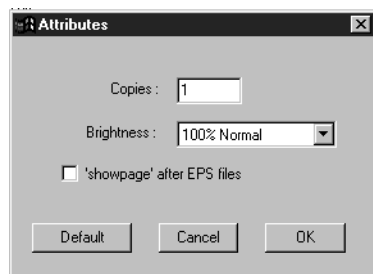 Attributes
Copies : 1
Brightness : 100% Normal
'showpage' after EPS files
Default Cancel OK